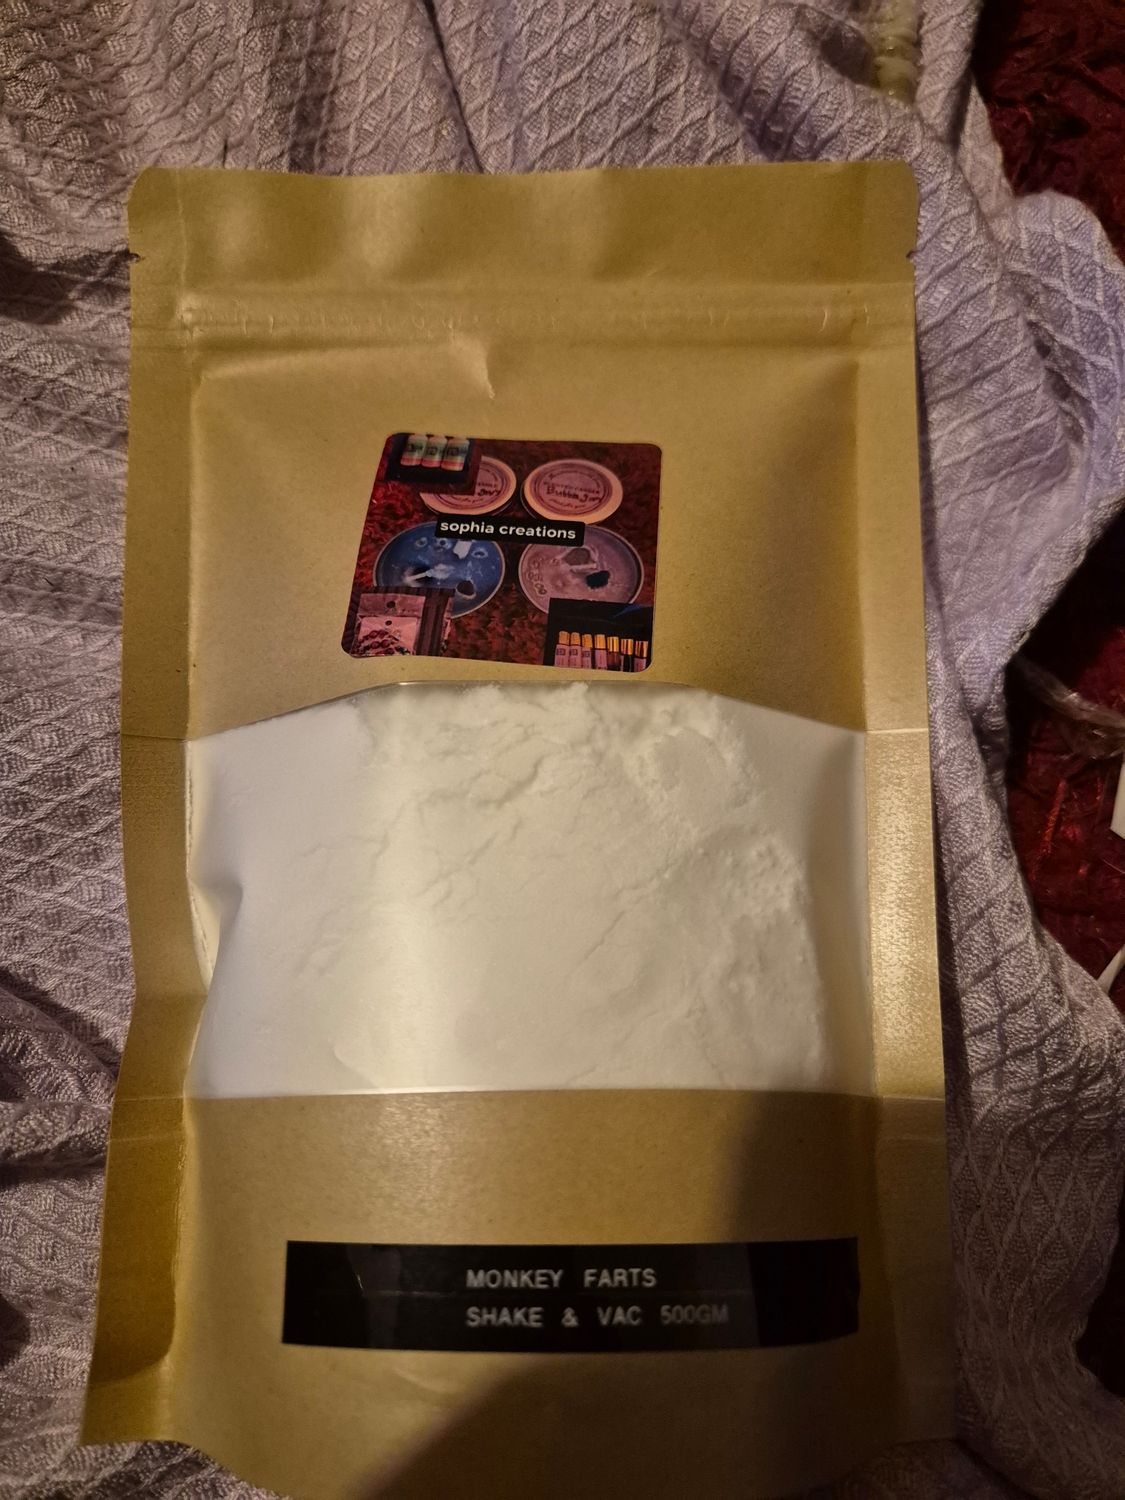 sophia creations
MONKEY FARTS
SHAKE & VAC 500GM